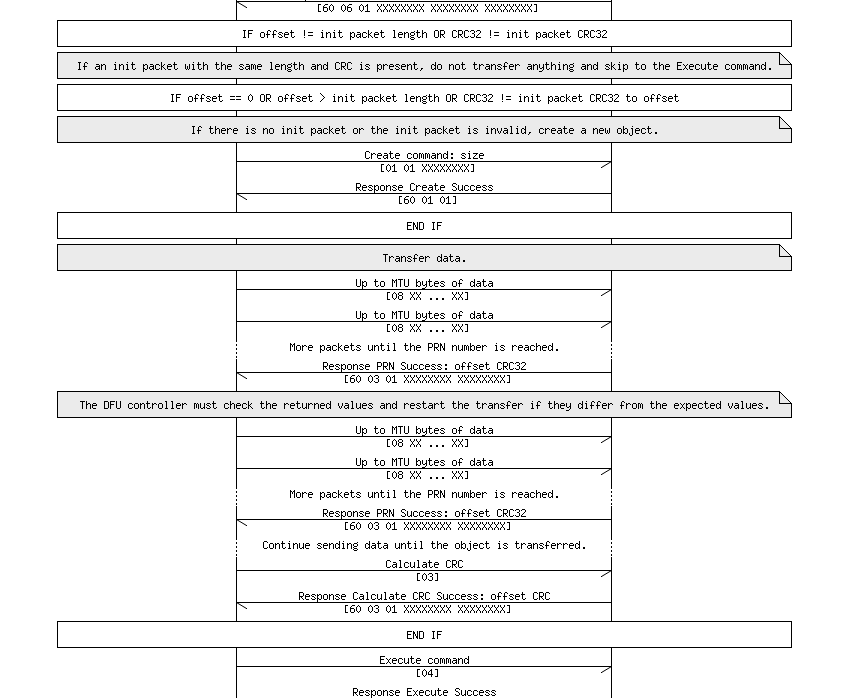 [60 06 01 XXXXXXXX XXXXXXXX XXXXXXXX]
IF offset != init packet length OR CRC32 != init packet CRC32
If an init packet with the same length and CRC is present, do not transfer anything and skip to the Execute command.
IF offset == 0 OR offset > init packet length OR CRC32 != init packet CRC32 to offset
If there is no init packet or the init packet is invalid, create a new object.
Create command: size
[01 01 XXXXXXXX]
Response Create Success
[60 01 01]
END IF
Transfer data.
Up to MTU bytes of data
[08 XX ... XX]
Up to MTU bytes of data
[08 XX ... XX]
More packets until the PRN number is reached.
Response PRN Success: offset CRC32
[60 03 01 XXXXXXXX XXXXXXXX]
The DFU controller must check the returned values and restart the transfer if they differ from the expected values.
Up to MTU bytes of data
[08 XX ... XX]
Up to MTU bytes of data
[08 XX ... XX]
More packets until the PRN number is reached.
Response PRN Success: offset CRC32
[60 03 01 XXXXXXXX XXXXXXXX]
Continue sending data until the object is transferred.
Calculate CRC
[03]
Response Calculate CRC Success: offset CRC
[60 03 01 XXXXXXXX XXXXXXXX]
END IF
Execute command
[04]
Response Execute Success